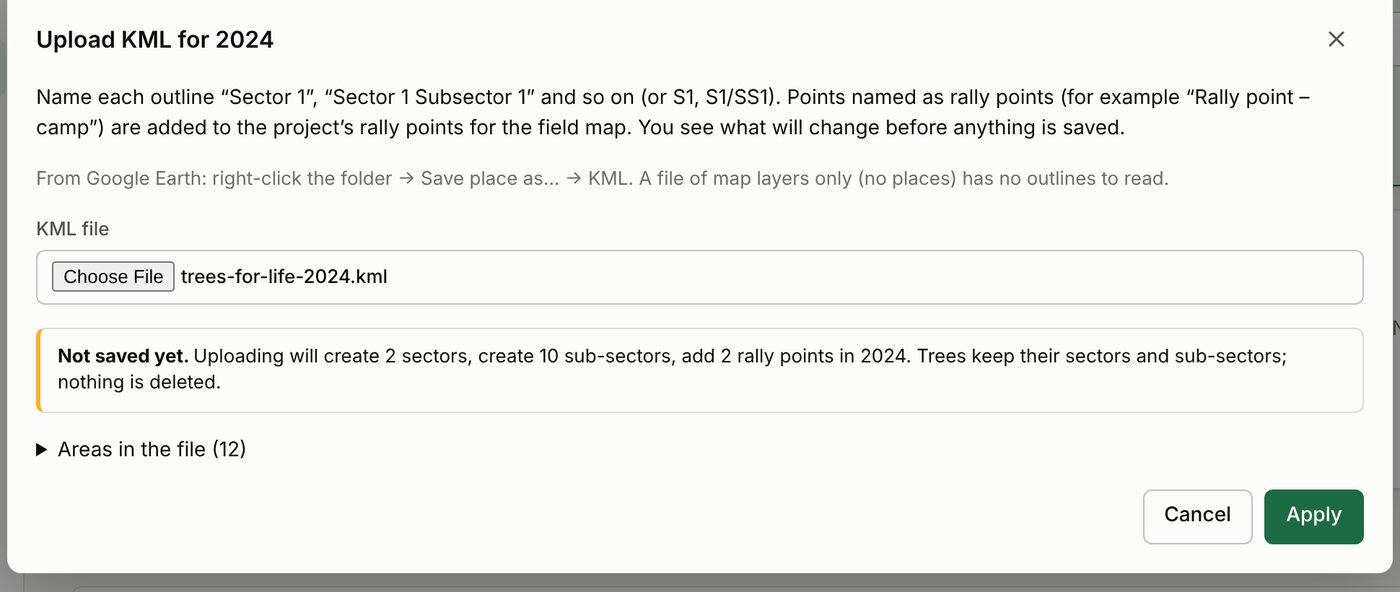 Upload KML for 2024
Name each outline “Sector 1”, “Sector 1 Subsector 1” and so on (or S1, S1/SS1). Points named as rally points (for example “Rally point –
camp”) are added to the project’s rally points for the field map. You see what will change before anything is saved.
From Google Earth: right-click the folder → Save place as… → KML. A file of map layers only (no places) has no outlines to read.
KML file
Choose File trees-for-life-2024.kml
Not saved yet. Uploading will create 2 sectors, create 10 sub-sectors, add 2 rally points in 2024. Trees keep their sectors and sub-sectors;
nothing is deleted.
Areas in the file (12)
Cancel Apply